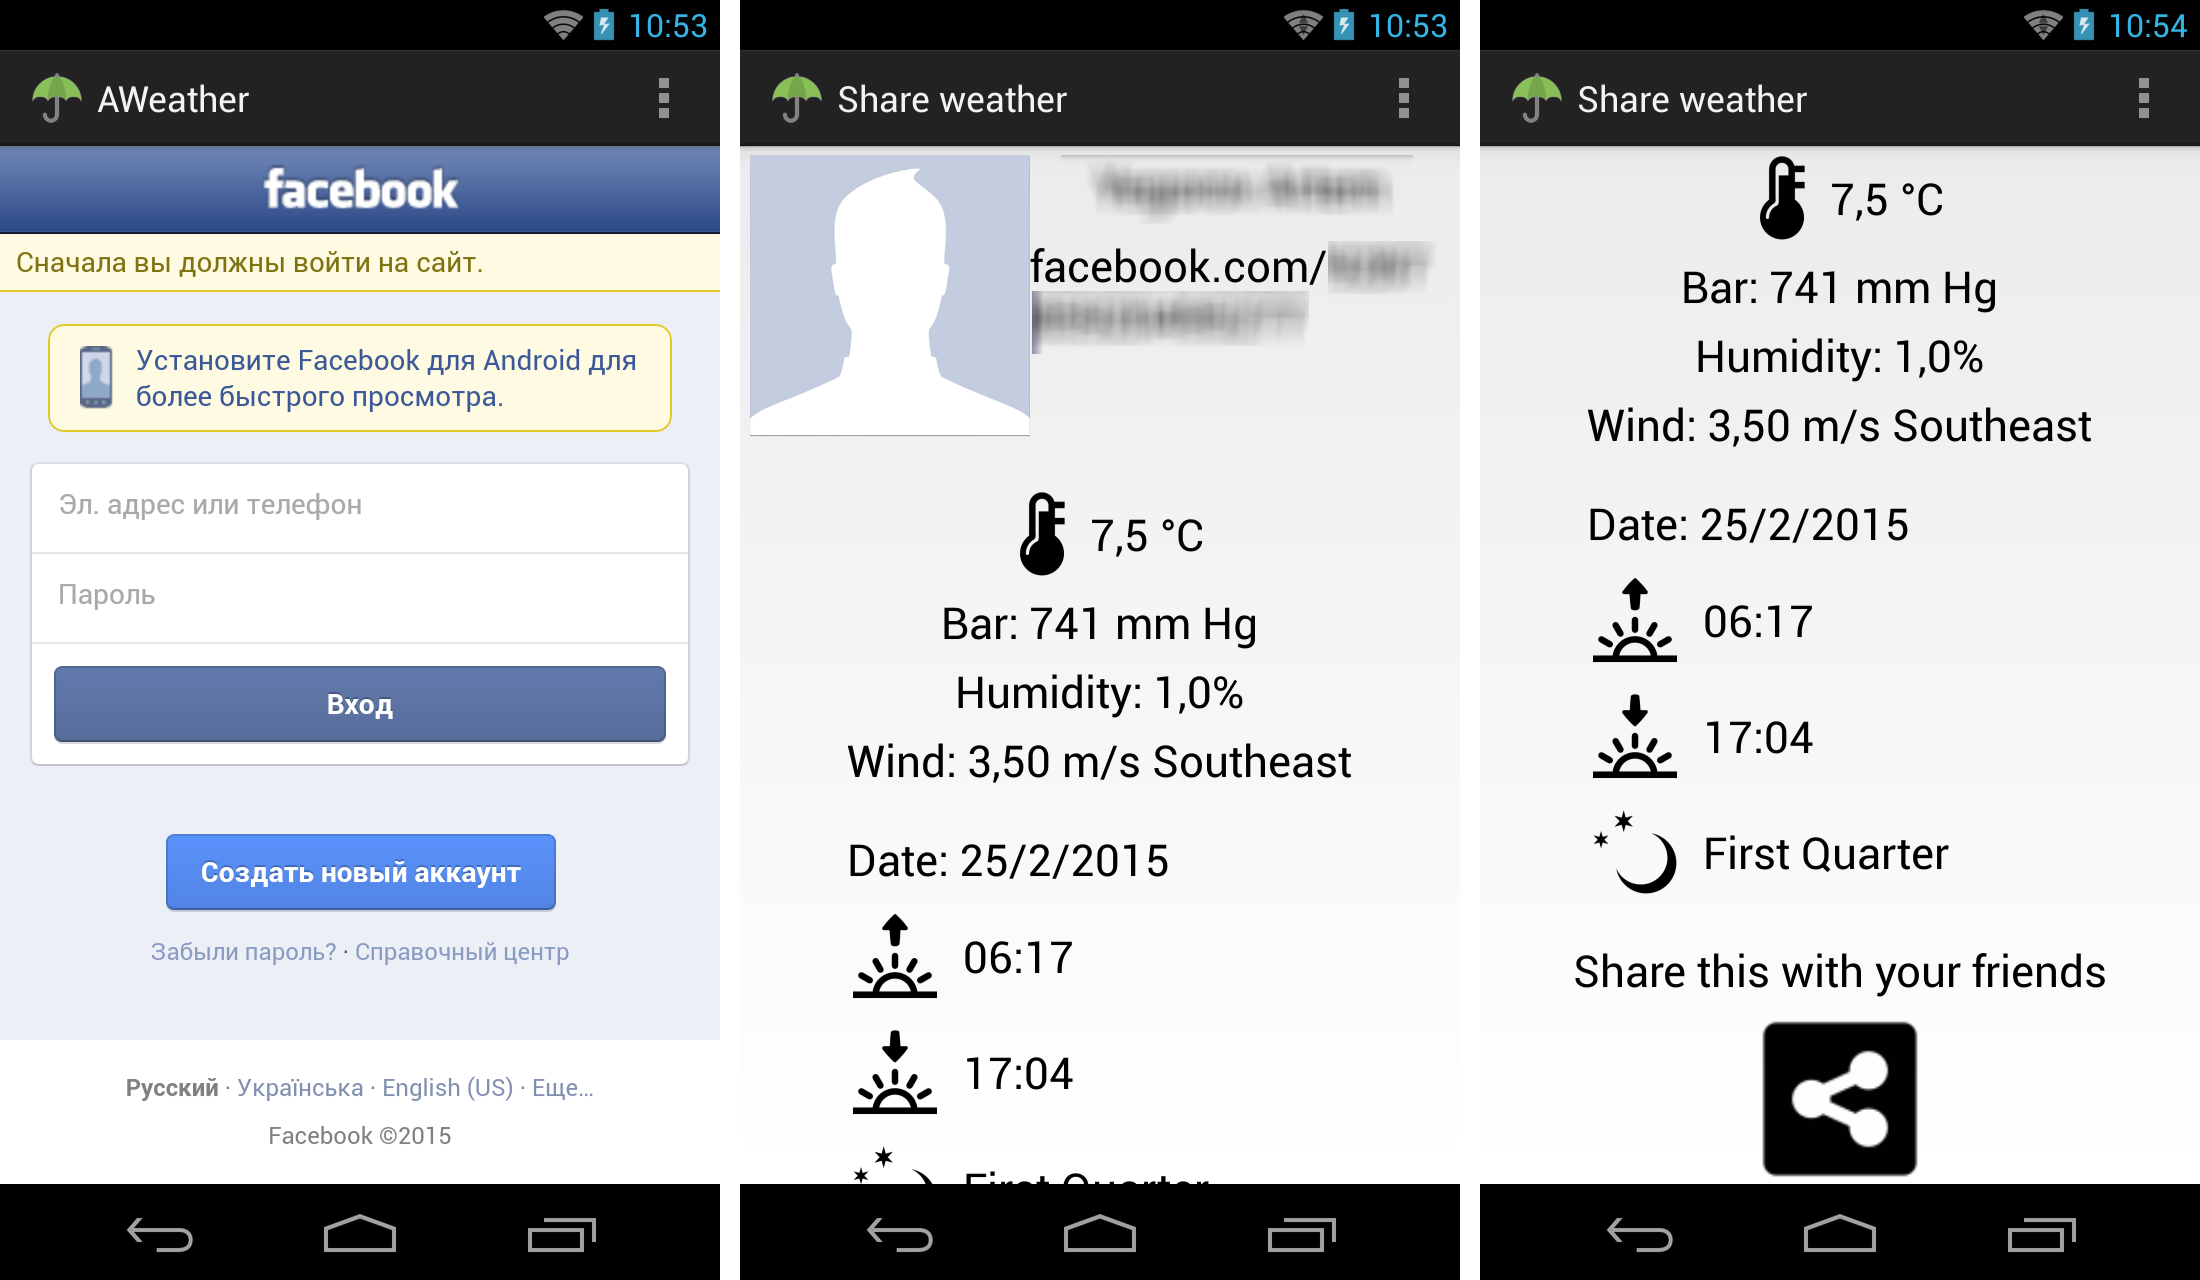 10:53
AWeather
facebook
Сначала вы должны войти на сайт.
Установите Facebook для Android для
более быстрого просмотра.
Эл. адрес или телефон
Пароль
Вход
Создать новый аккаунт
Забыли пароль? · Справочный центр
Русский · Українська · English (US) · Еще...
Facebook ©2015
10:53
Share weather
facebook.com/
7,5 °C
Bar: 741 mm Hg
Humidity: 1,0%
Wind: 3,50 m/s Southeast
Date: 25/2/2015
06:17
17:04
First Quarter
10:54
Share weather
7,5 °C
Bar: 741 mm Hg
Humidity: 1,0%
Wind: 3,50 m/s Southeast
Date: 25/2/2015
06:17
17:04
First Quarter
Share this with your friends